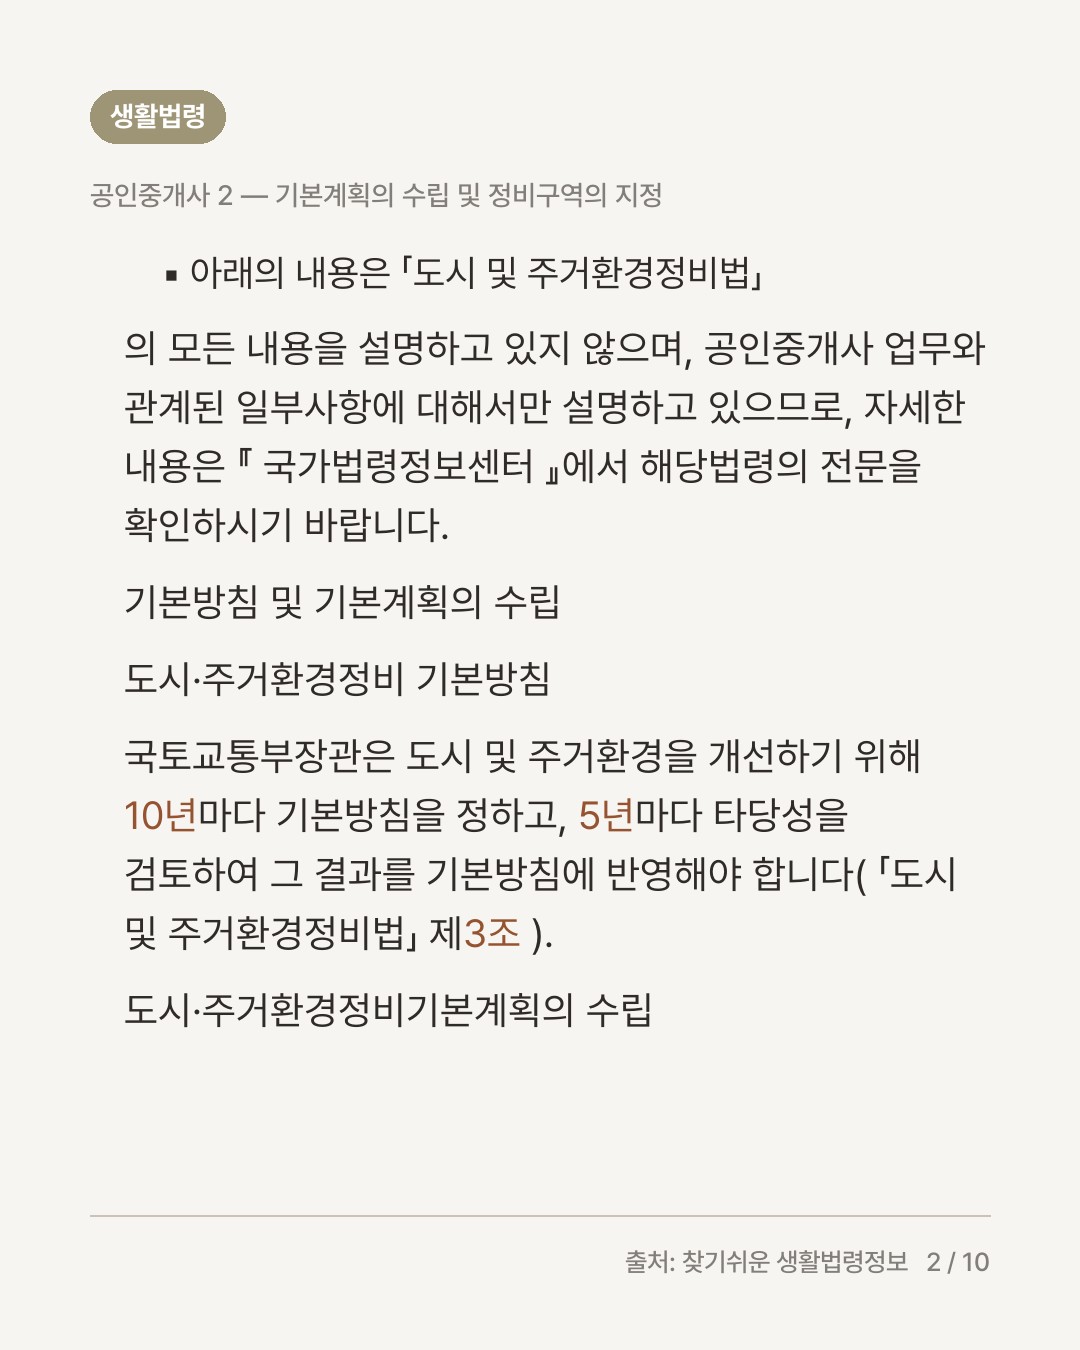 생활법령
공인중개사 2 — 기본계획의 수립 및 정비구역의 지정
▪ 아래의 내용은 「도시 및 주거환경정비법」
의 모든 내용을 설명하고 있지 않으며, 공인중개사 업무와
관계된 일부사항에 대해서만 설명하고 있으므로, 자세한
내용은 『 국가법령정보센터 』에서 해당법령의 전문을
확인하시기 바랍니다.
기본방침 및 기본계획의 수립
도시·주거환경정비 기본방침
국토교통부장관은 도시 및 주거환경을 개선하기 위해
10년마다 기본방침을 정하고, 5년마다 타당성을
검토하여 그 결과를 기본방침에 반영해야 합니다( 「도시
및 주거환경정비법」 제3조 ).
도시·주거환경정비기본계획의 수립
출처: 찾기쉬운 생활법령정보 2 / 10